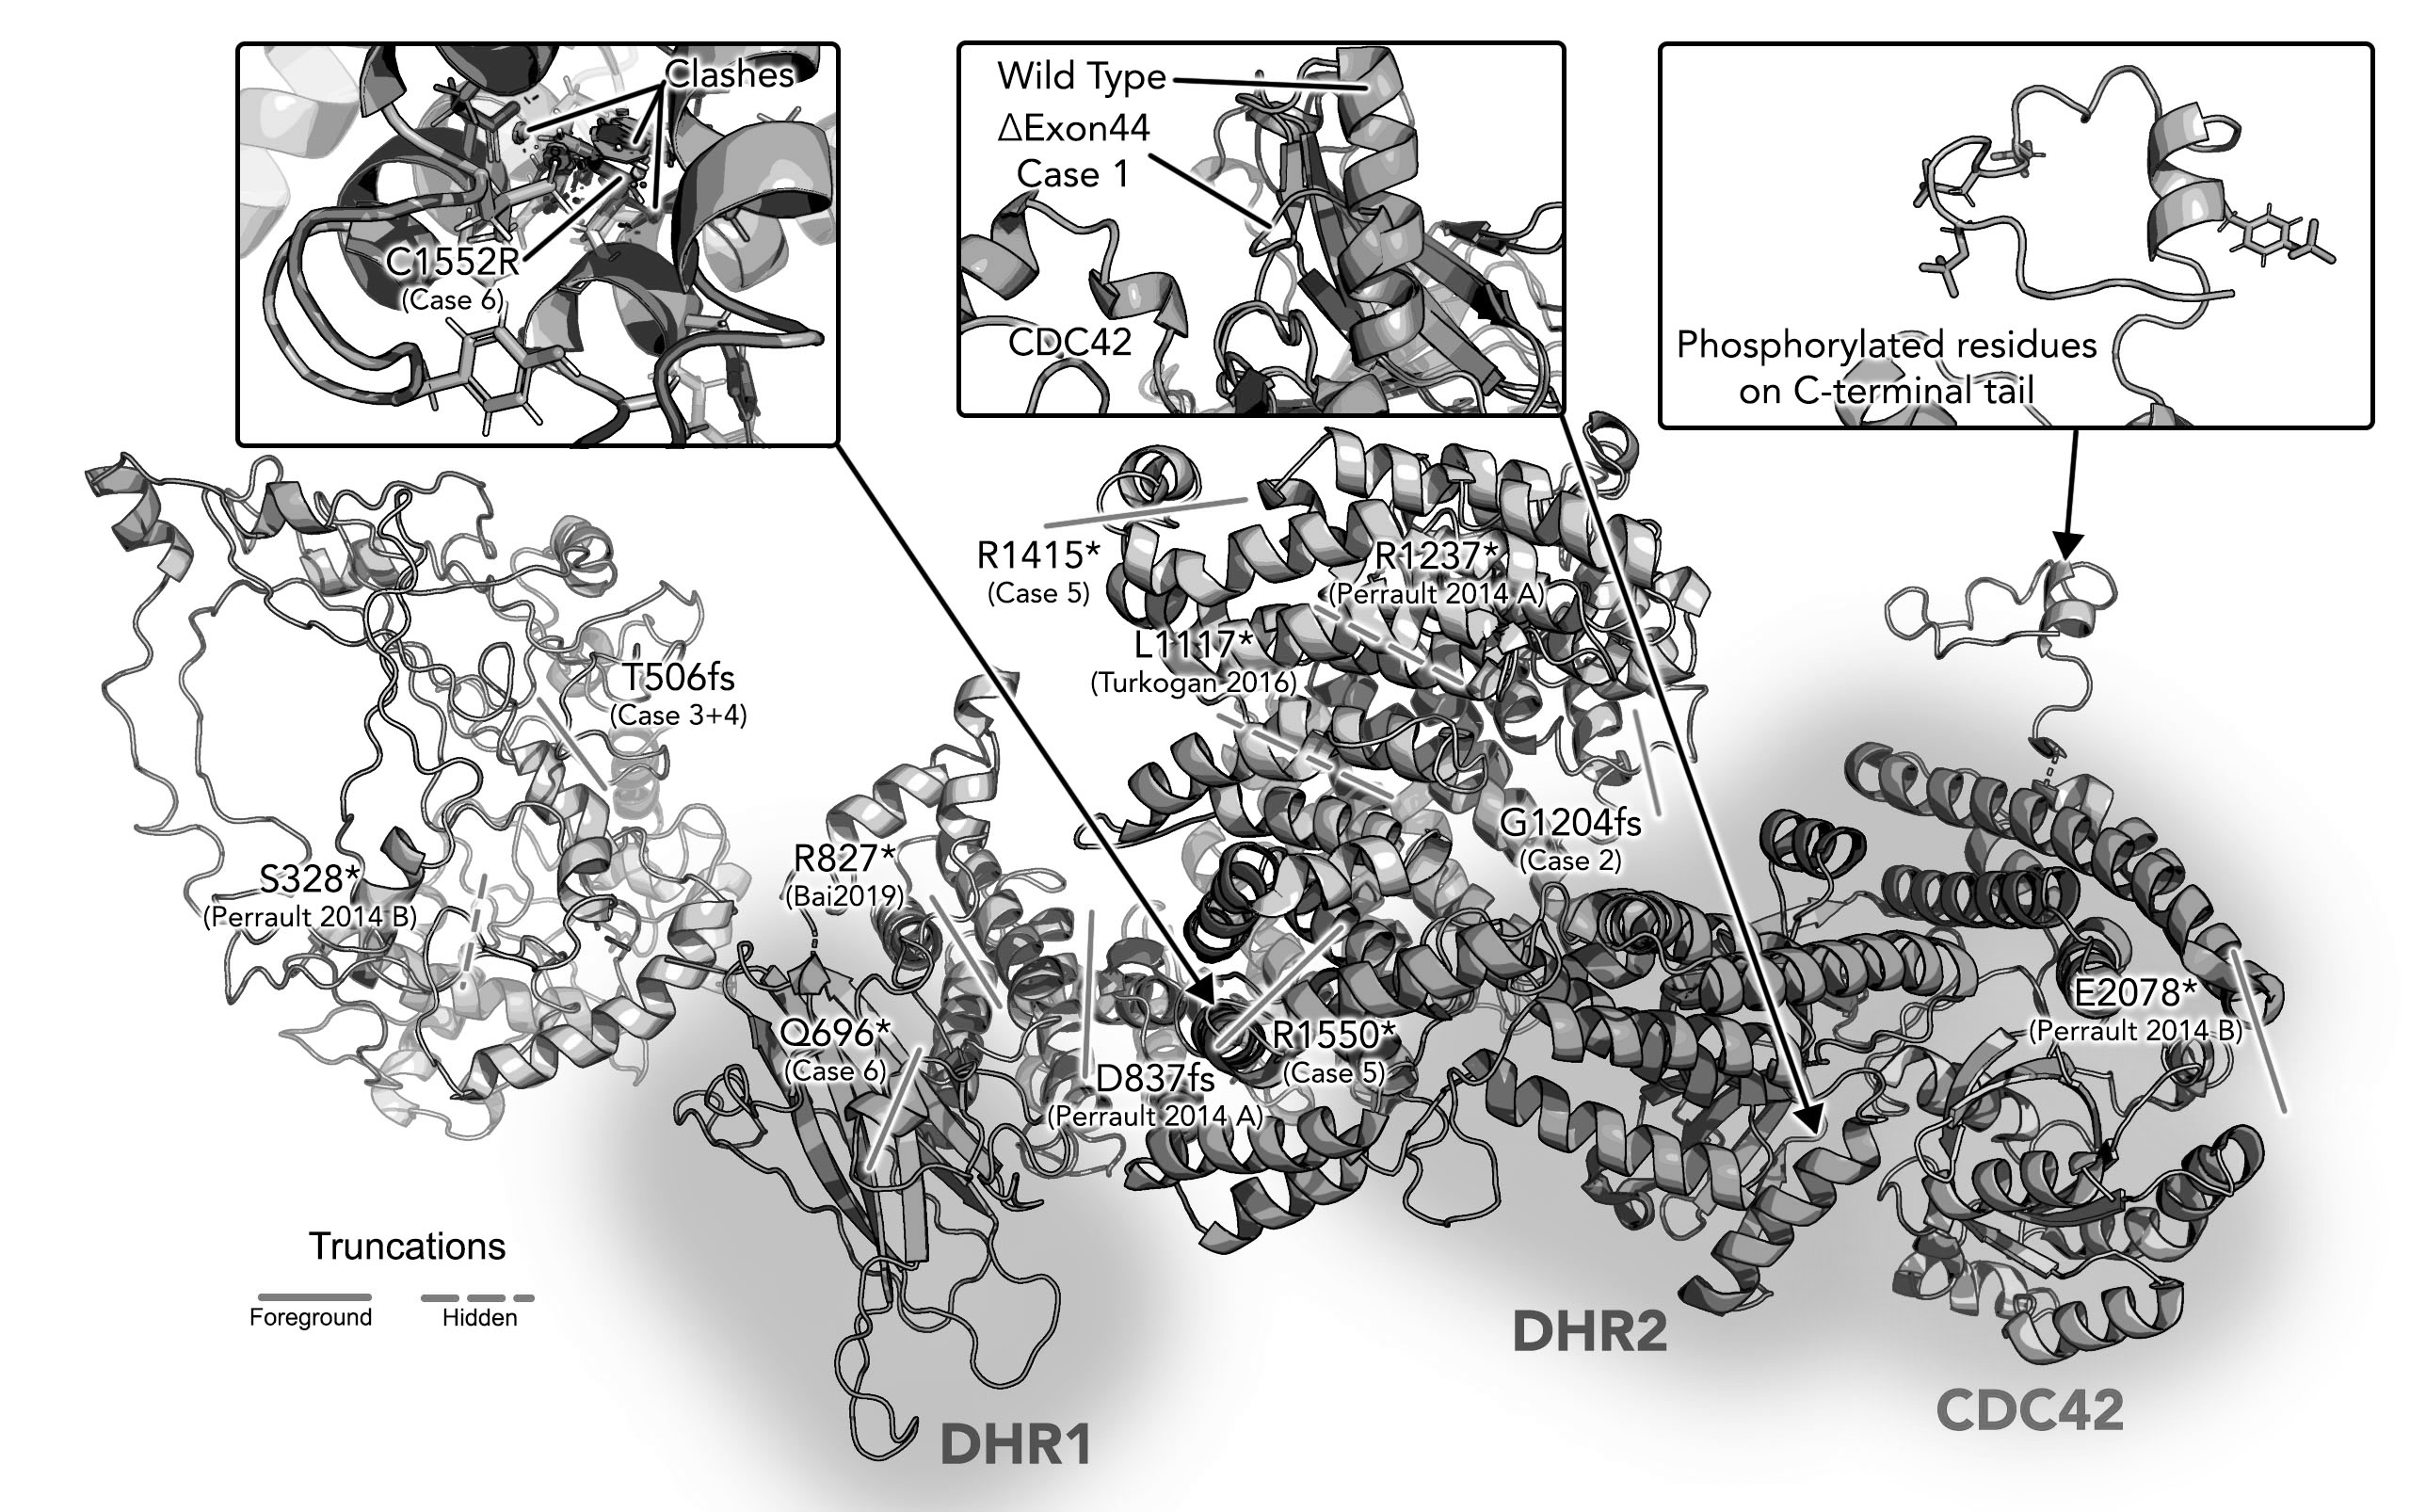 Clashes
C1552R
(Case 6)
Wild Type
ΔExon44
Case 1
CDC42
Phosphorylated residues
on C-terminal tail
R1415*
(Case 5)
R1237*
(Perrault 2014 A)
L1117*
(Turkogan 2016)
T506fs
(Case 3+4)
G1204fs
(Case 2)
R827*
(Bai2019)
S328*
(Perrault 2014 B)
E2078*
(Perrault 2014 B)
Q696*
(Case 6)
R1550*
(Case 5)
D837fs
(Perrault 2014 A)
Truncations
Foreground
Hidden
DHR2
CDC42
DHR1